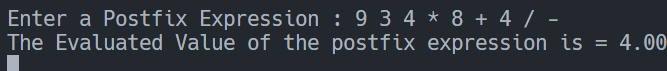 Enter a Postfix Expression : 9 3 4 * 8 + 4 / -
The Evaluated Value of the postfix expression is = 4.00